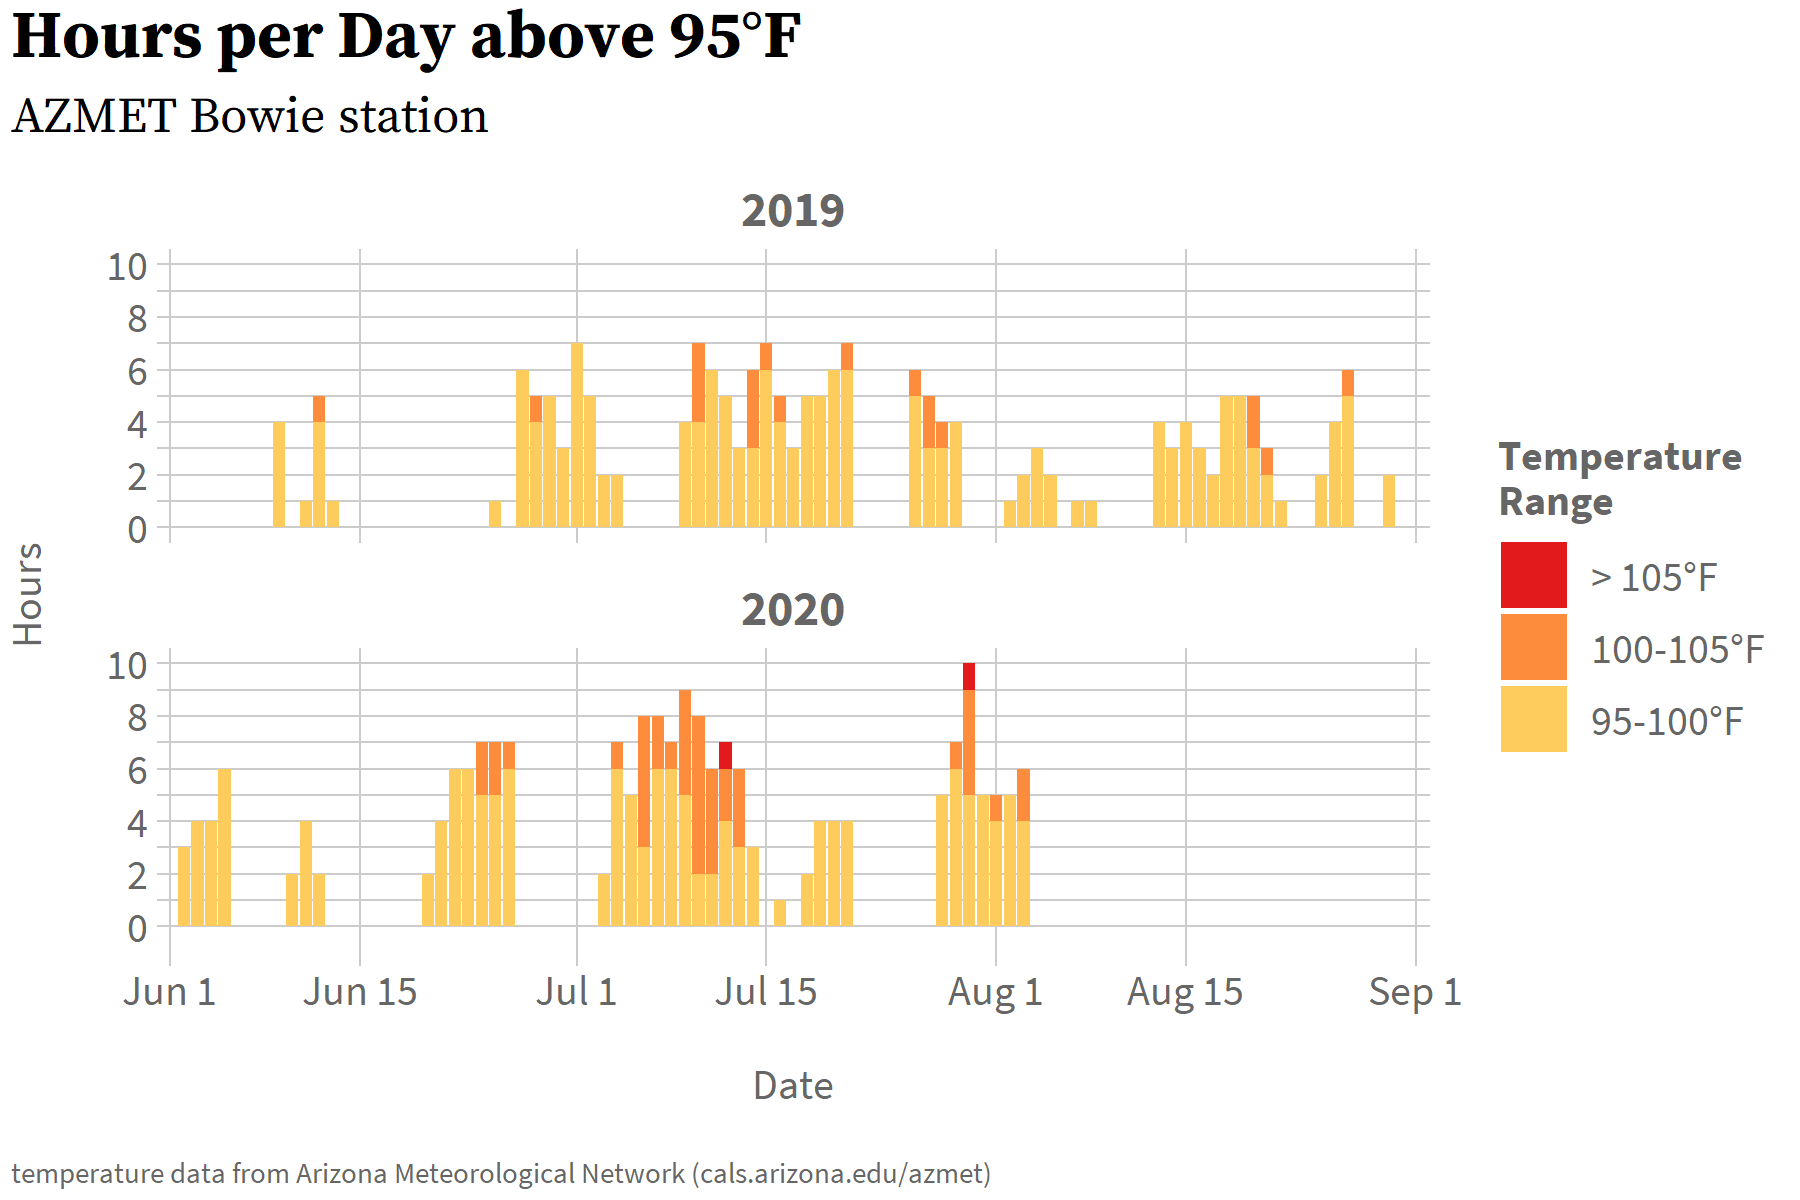 Hours per Day above 95°F
AZMET Bowie station
2019
10
8
6
4
2
0
Hours
2020
10
8
6
4
2
0
Jun 1 Jun 15 Jul 1 Jul 15 Aug 1 Aug 15 Sep 1
Date
Temperature
Range
> 105°F
100-105°F
95-100°F
temperature data from Arizona Meteorological Network (cals.arizona.edu/azmet)